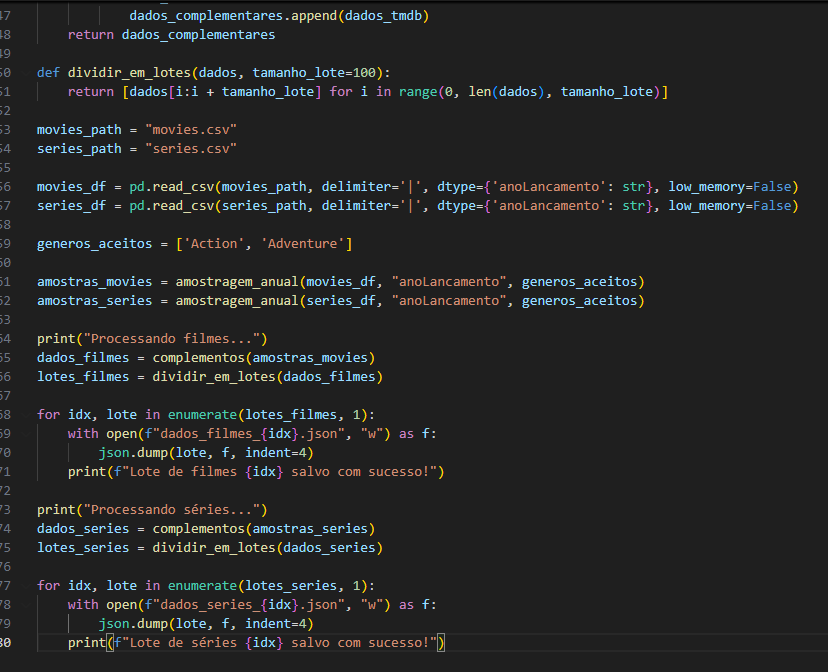 47             dados_complementares.append(dados_tmdb)
48     return dados_complementares
49
50 def dividir_em_lotes(dados, tamanho_lote=100):
51     return [dados[i:i + tamanho_lote] for i in range(0, len(dados), tamanho_lote)]
52
53 movies_path = "movies.csv"
54 series_path = "series.csv"
55
56 movies_df = pd.read_csv(movies_path, delimiter='|', dtype={'anoLancamento': str}, low_memory=False)
57 series_df = pd.read_csv(series_path, delimiter='|', dtype={'anoLancamento': str}, low_memory=False)
58
59 generos_aceitos = ['Action', 'Adventure']
60
61 amostras_movies = amostragem_anual(movies_df, "anoLancamento", generos_aceitos)
62 amostras_series = amostragem_anual(series_df, "anoLancamento", generos_aceitos)
63
64 print("Processando filmes...")
65 dados_filmes = complementos(amostras_movies)
66 lotes_filmes = dividir_em_lotes(dados_filmes)
67
68 for idx, lote in enumerate(lotes_filmes, 1):
69     with open(f"dados_filmes_{idx}.json", "w") as f:
70         json.dump(lote, f, indent=4)
71     print(f"Lote de filmes {idx} salvo com sucesso!")
72
73 print("Processando séries...")
74 dados_series = complementos(amostras_series)
75 lotes_series = dividir_em_lotes(dados_series)
76
77 for idx, lote in enumerate(lotes_series, 1):
78     with open(f"dados_series_{idx}.json", "w") as f:
79         json.dump(lote, f, indent=4)
80     print(f"Lote de séries {idx} salvo com sucesso!")